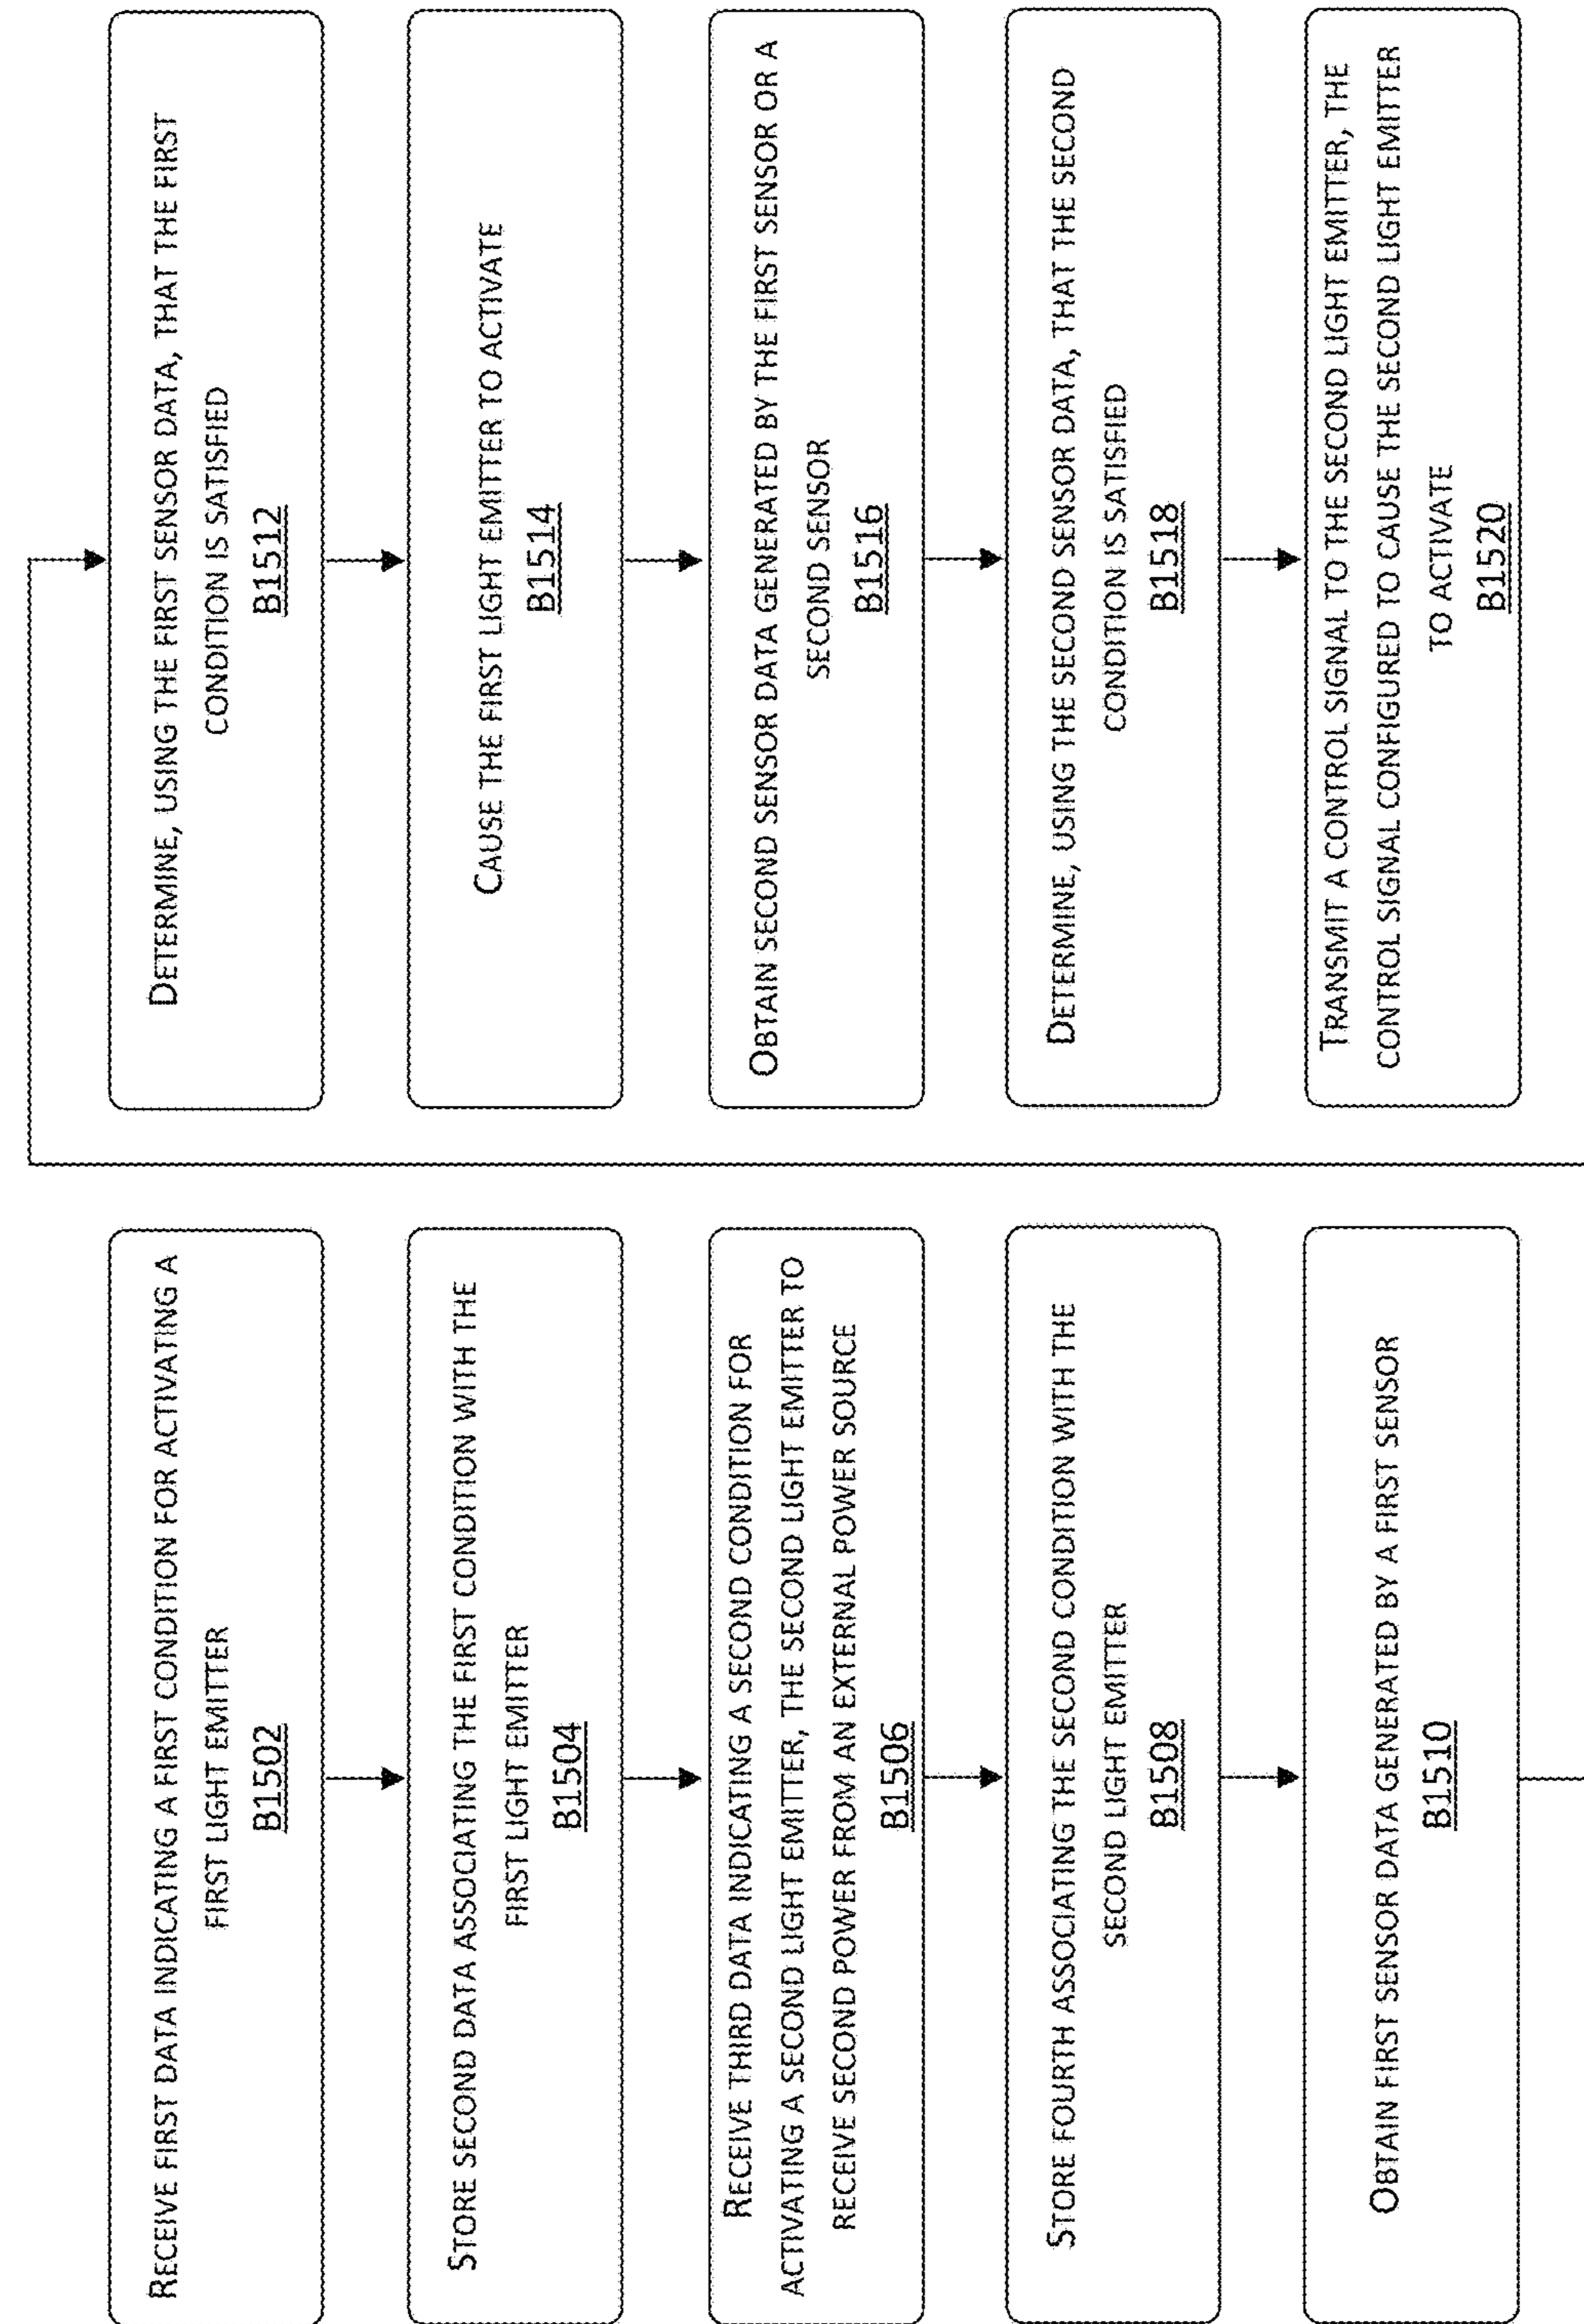 RECEIVE FIRST DATA INDICATING A FIRST CONDITION FOR ACTIVATING A
FIRST LIGHT EMITTER
B1502
STORE SECOND DATA ASSOCIATING THE FIRST CONDITION WITH THE
FIRST LIGHT EMITTER
B1504
RECEIVE THIRD DATA INDICATING A SECOND CONDITION FOR
ACTIVATING A SECOND LIGHT EMITTER, THE SECOND LIGHT EMITTER TO
RECEIVE SECOND POWER FROM AN EXTERNAL POWER SOURCE
B1506
STORE FOURTH ASSOCIATING THE SECOND CONDITION WITH THE
SECOND LIGHT EMITTER
B1508
OBTAIN FIRST SENSOR DATA GENERATED BY A FIRST SENSOR
B1510
DETERMINE, USING THE FIRST SENSOR DATA, THAT THE FIRST
CONDITION IS SATISFIED
B1512
CAUSE THE FIRST LIGHT EMITTER TO ACTIVATE
B1514
OBTAIN SECOND SENSOR DATA GENERATED BY THE FIRST SENSOR OR A
SECOND SENSOR
B1516
DETERMINE, USING THE SECOND SENSOR DATA, THAT THE SECOND
CONDITION IS SATISFIED
B1518
TRANSMIT A CONTROL SIGNAL TO THE SECOND LIGHT EMITTER, THE
CONTROL SIGNAL CONFIGURED TO CAUSE THE SECOND LIGHT EMITTER
TO ACTIVATE
B1520